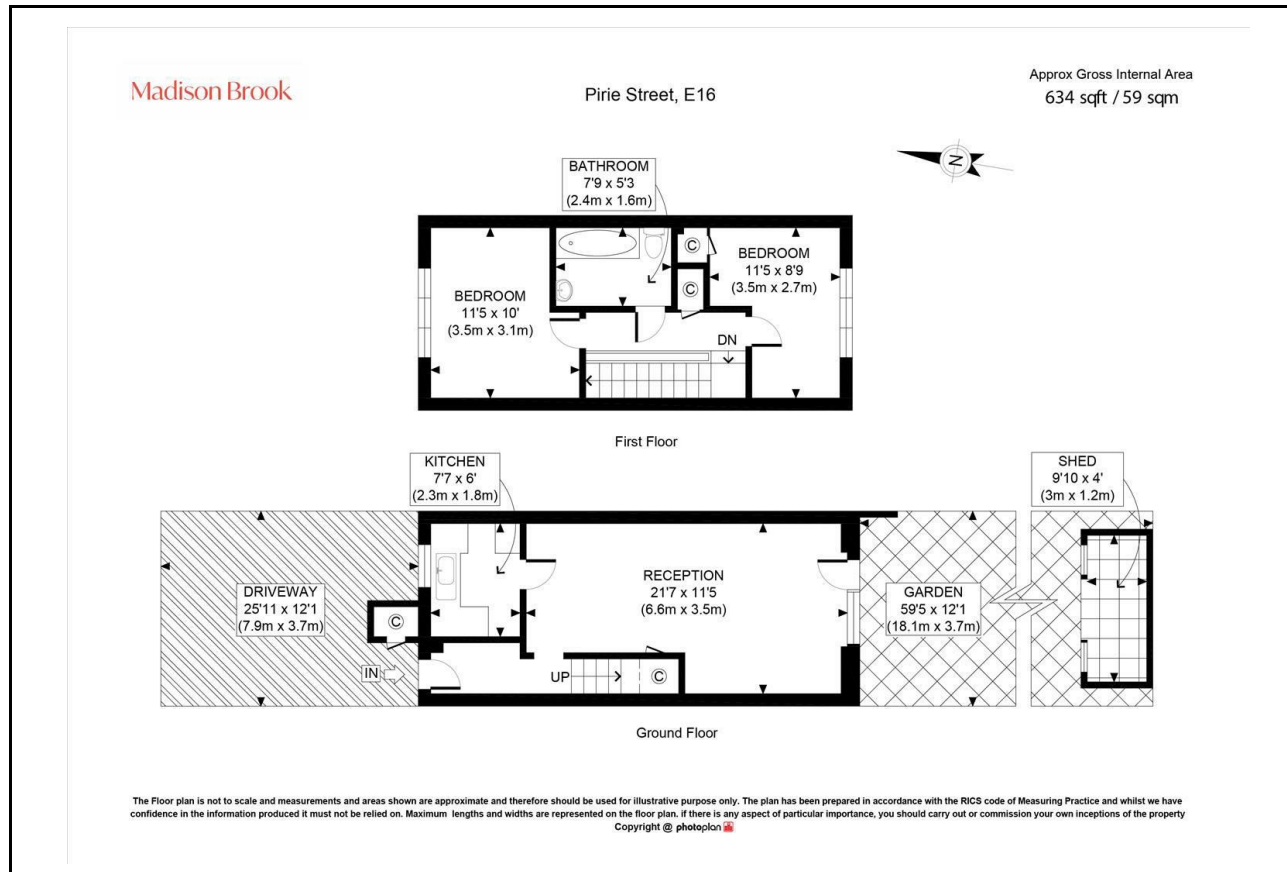 Madison Brook
Pirie Street, E16
Approx Gross Internal Area
634 sqft / 59 sqm
N
BATHROOM
7'9 x 5'3
(2.4m x 1.6m)
C
BEDROOM
11'5 x 8'9
(3.5m x 2.7m)
C
BEDROOM
11'5 x 10'
(3.5m x 3.1m)
DN
First Floor
KITCHEN
7'7 x 6'
(2.3m x 1.8m)
SHED
9'10 x 4'
(3m x 1.2m)
DRIVEWAY
25'11 x 12'1
(7.9m x 3.7m)
RECEPTION
21'7 x 11'5
(6.6m x 3.5m)
GARDEN
59'5 x 12'1
(18.1m x 3.7m)
C
IN
UP
C
Ground Floor
The Floor plan is not to scale and measurements and areas shown are approximate and therefore should be used for illustrative purpose only. The plan has been prepared in accordance with the RICS code of Measuring Practice and whilst we have
confidence in the information produced it must not be relied on. Maximum lengths and widths are represented on the floor plan. if there is any aspect of particular importance, you should carry out or commission your own inceptions of the property
Copyright @ photoplan